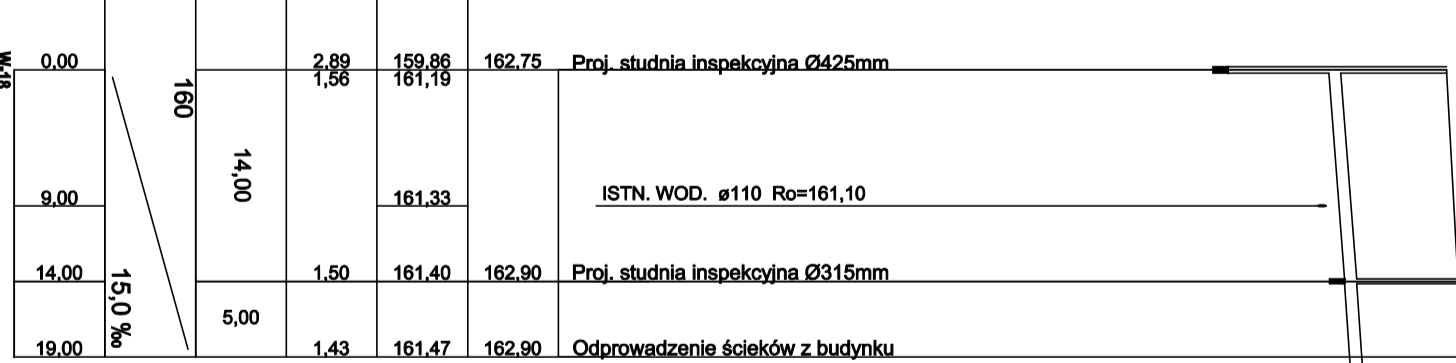 W.18
0,00 2,89 159,86 162,75 Proj. studnia inspekcyjna Ø425mm
1,56 161,19
160
14,00
9,00 161,33 ISTN. WOD. ø110 Ro=161,10
14,00 1,50 161,40 162,90 Proj. studnia inspekcyjna Ø315mm
15,0 ‰
5,00
19,00 1,43 161,47 162,90 Odprowadzenie ścieków z budynku